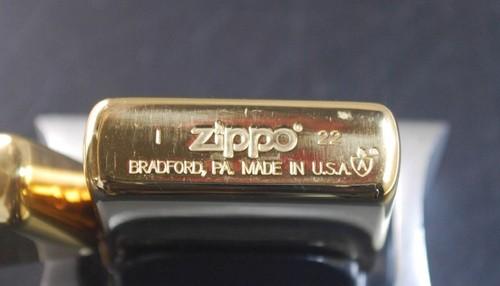 I zippo 22
BRADFORD, PA. MADE IN U.S.A.